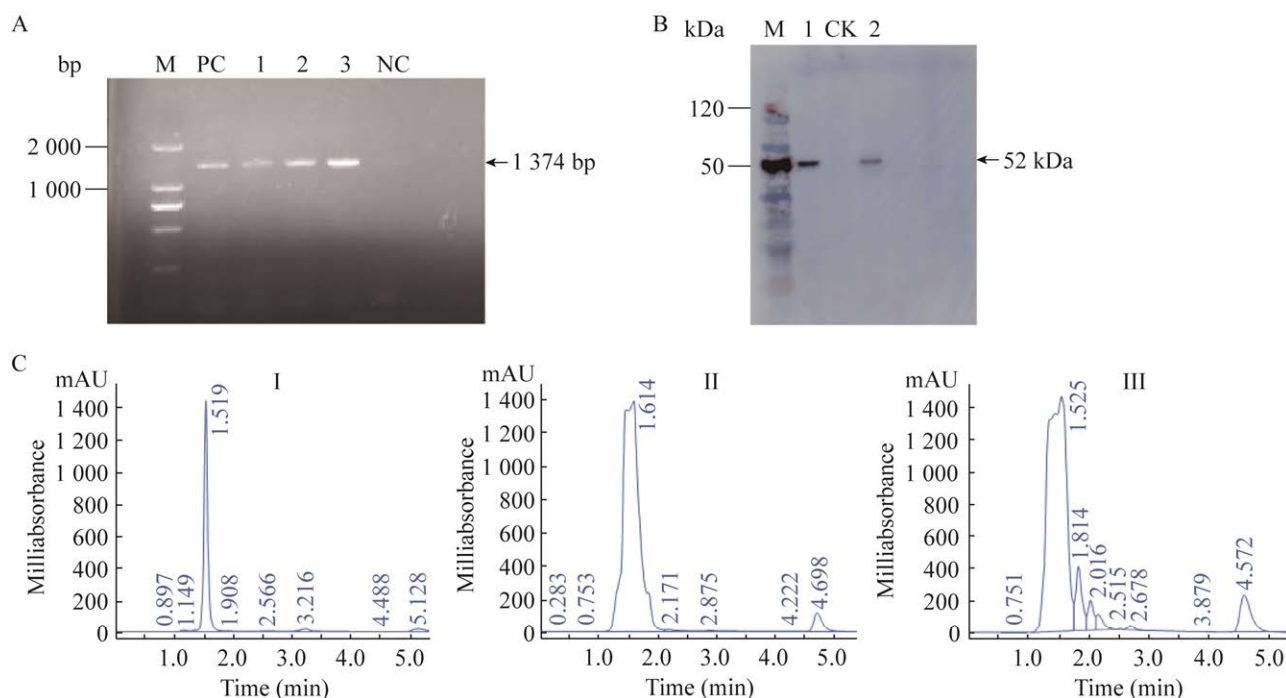 A
bp M PC 1 2 3 NC
2 000
1 000
1 374 bp
B
kDa M 1 CK 2
120
50
52 kDa
C
mAU I
1 400
1 200
1 000
800
600
400
200
0
Milliabsorbance
0.897
1.149
1.519
1.908
2.566
3.216
4.488
5.128
1.0 2.0 3.0 4.0 5.0
Time (min)
mAU II
1 400
1 200
1 000
800
600
400
200
0
Milliabsorbance
0.283
0.753
1.614
2.171
2.875
4.222
4.698
1.0 2.0 3.0 4.0 5.0
Time (min)
mAU III
1 400
1 200
1 000
800
600
400
200
0
Milliabsorbance
0.751
1.525
1.814
2.016
2.515
2.678
3.879
4.572
1.0 2.0 3.0 4.0 5.0
Time (min)